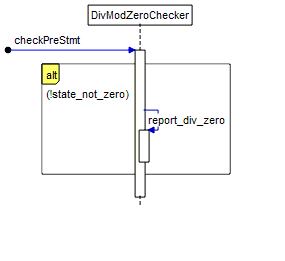 DivModZeroChecker
checkPreStmt
alt
(!state_not_zero)
report_div_zero